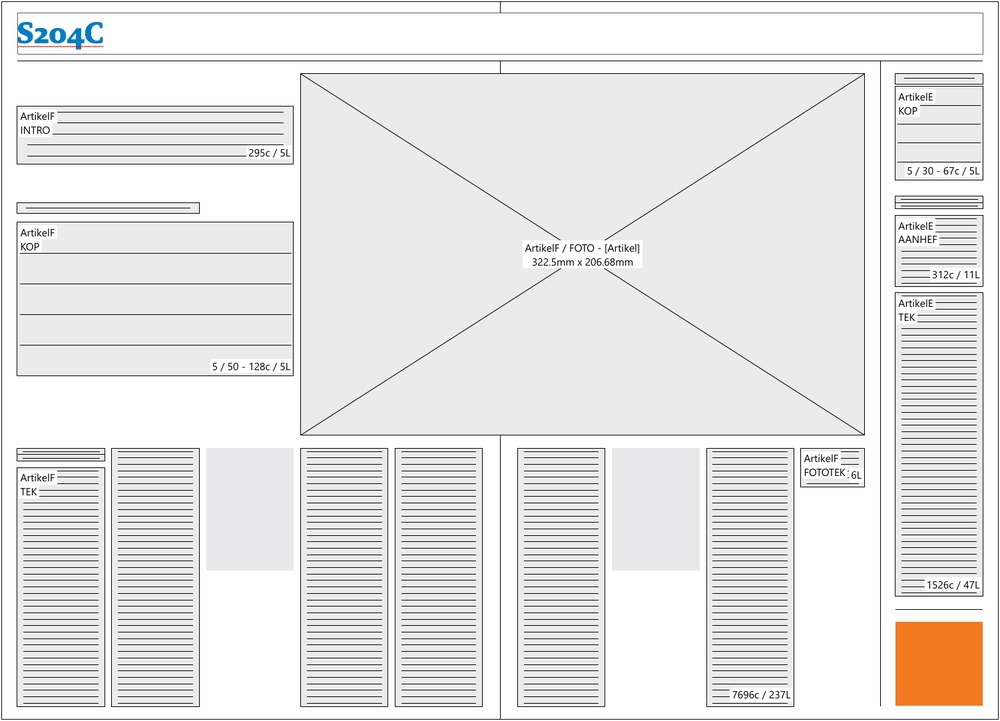 S204C
ArtikelF
INTRO
295c / 5L
ArtikelF
KOP
5 / 50 - 128c / 5L
ArtikelF / FOTO - [Artikel]
322.5mm x 206.68mm
ArtikelF
TEK
7696c / 237L
ArtikelF
FOTOTEK
6L
ArtikelE
KOP
5 / 30 - 67c / 5L
ArtikelE
AANHEF
312c / 11L
ArtikelE
TEK
1526c / 47L